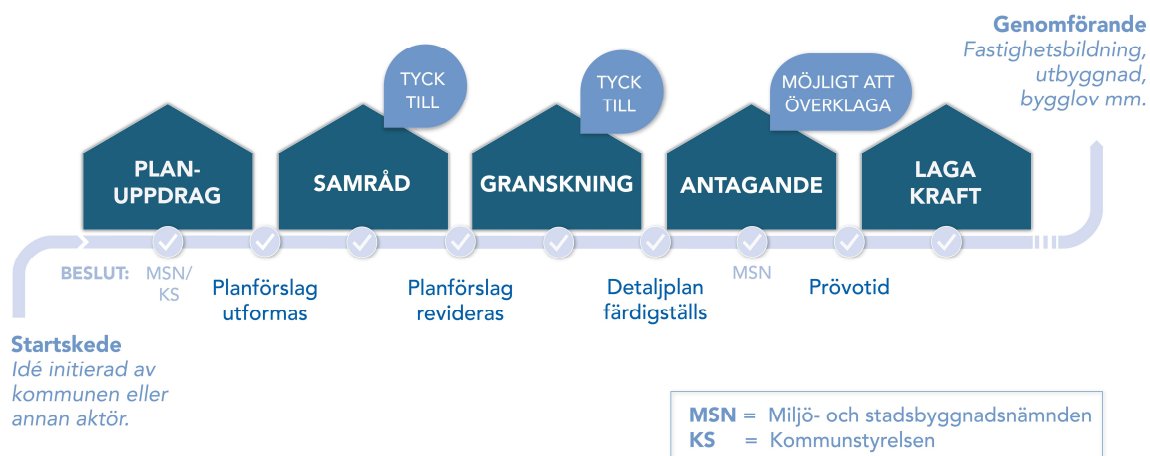 Genomförande
Fastighetsbildning,
utbyggnad,
bygglov mm.
TYCK
TILL
TYCK
TILL
MÖJLIGT ATT
ÖVERKLAGA
PLAN-
UPPDRAG
SAMRÅD
GRANSKNING
ANTAGANDE
LAGA
KRAFT
BESLUT:
MSN/
KS
Planförslag
utformas
Planförslag
revideras
Detaljplan
färdigställs
MSN
Prövotid
Startskede
Idé initierad av
kommunen eller
annan aktör.
MSN = Miljö- och stadsbyggnadsnämnden
KS = Kommunstyrelsen